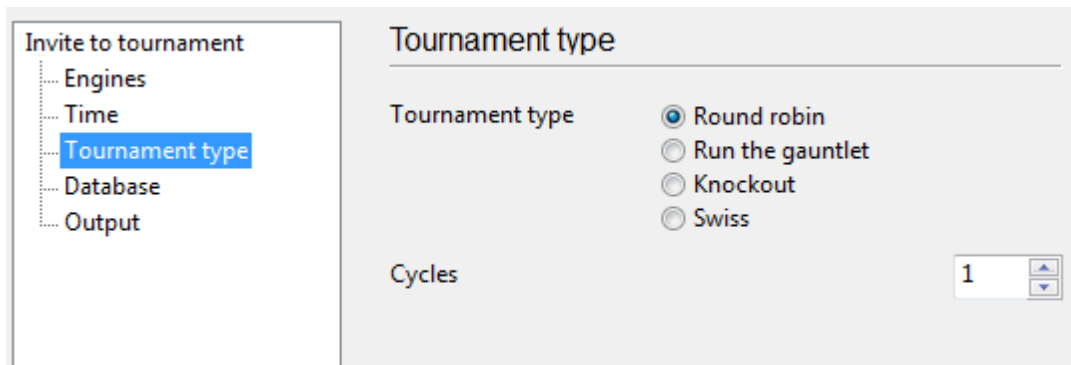 Invite to tournament
Engines
Time
Tournament type
Database
Output
Tournament type
Tournament type
Round robin
Run the gauntlet
Knockout
Swiss
Cycles
1